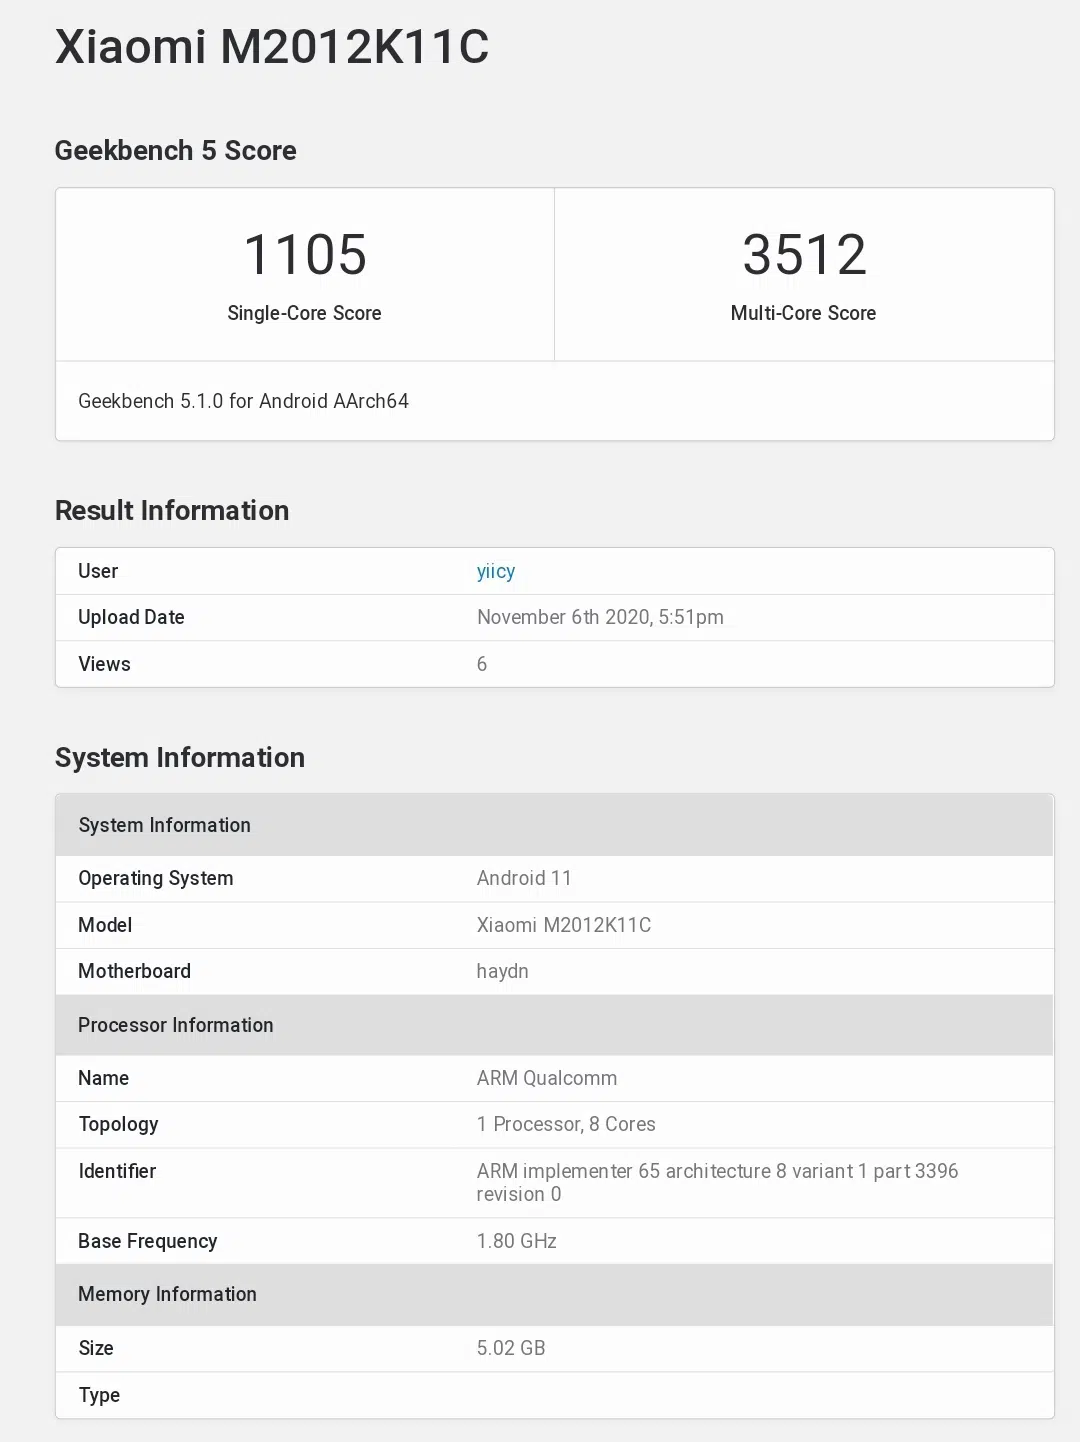 Xiaomi M2012K11C
Geekbench 5 Score
1105
Single-Core Score
3512
Multi-Core Score
Geekbench 5.1.0 for Android AArch64
Result Information
User yiicy
Upload Date November 6th 2020, 5:51pm
Views 6
System Information
System Information
Operating System Android 11
Model Xiaomi M2012K11C
Motherboard haydn
Processor Information
Name ARM Qualcomm
Topology 1 Processor, 8 Cores
Identifier ARM implementer 65 architecture 8 variant 1 part 3396
revision 0
Base Frequency 1.80 GHz
Memory Information
Size 5.02 GB
Type